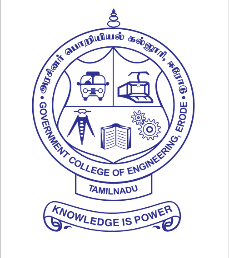 அரசினர் பொறியியல் கல்லூரி, ஈரோடு
GOVERNMENT COLLEGE OF ENGINEERING, ERODE
TAMILNADU
KNOWLEDGE IS POWER